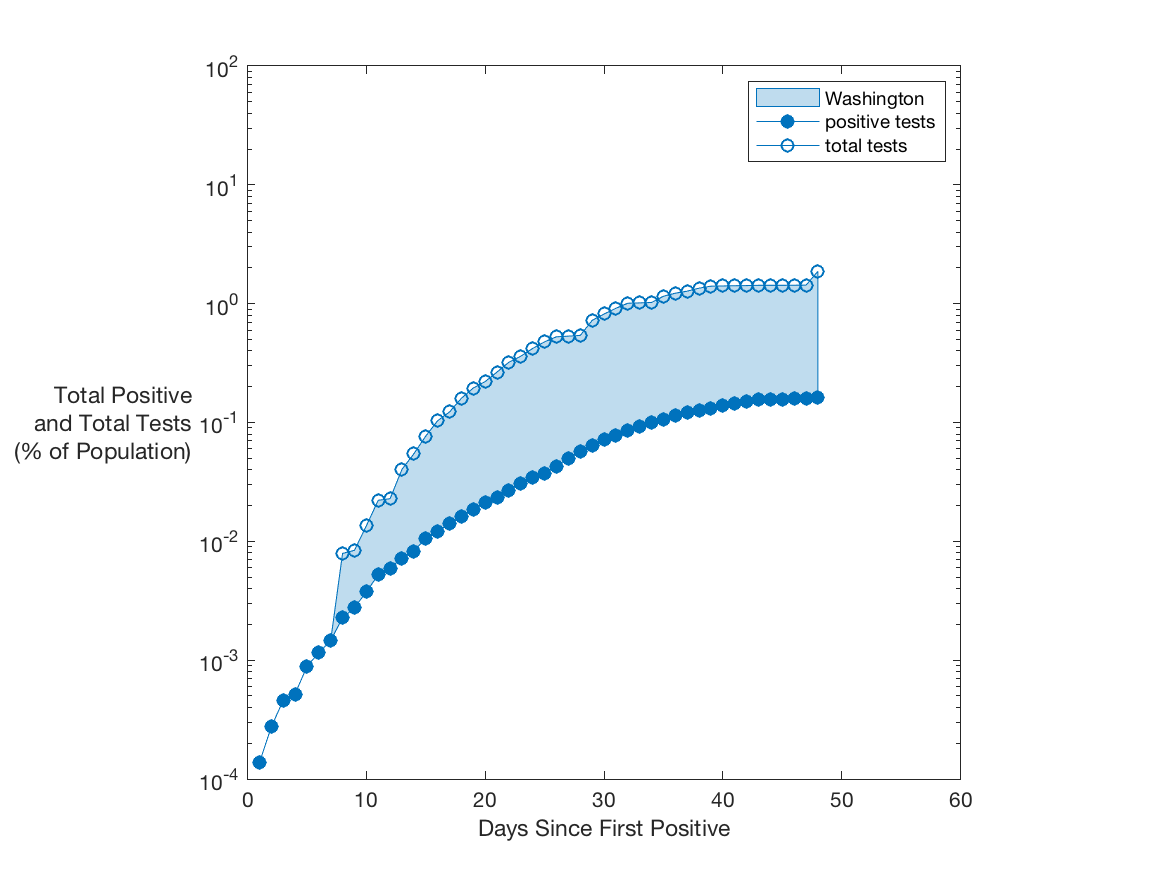 10^2
10^1
10^0
10^-1
10^-2
10^-3
10^-4
Total Positive
and Total Tests
(% of Population)
Washington
positive tests
total tests
0 10 20 30 40 50 60
Days Since First Positive